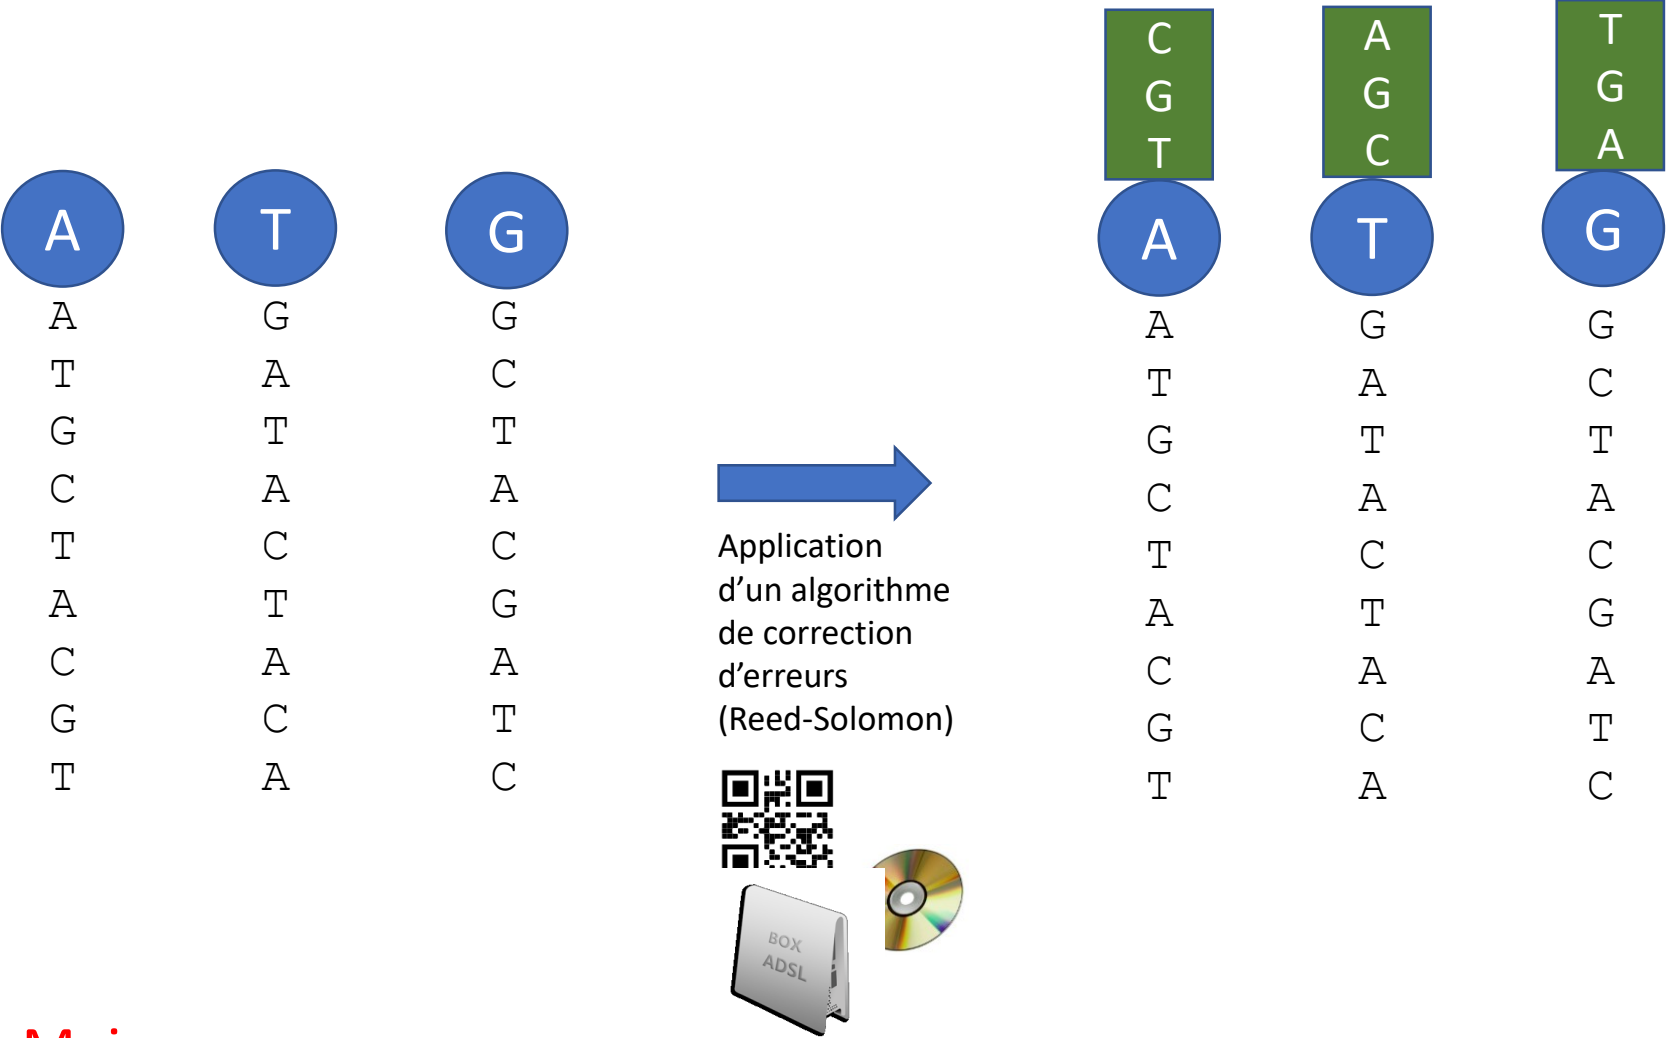 A T G
A G G
T A C
G T T
C A A
T C C
A T G
C A A
G C T
T A C
Application
d'un algorithme
de correction
d'erreurs
(Reed-Solomon)
BOX
ADSL
C A T
G G G
T C A
A T G
A G G
T A C
G T T
C A A
T C C
A T G
C A A
G C T
T A C